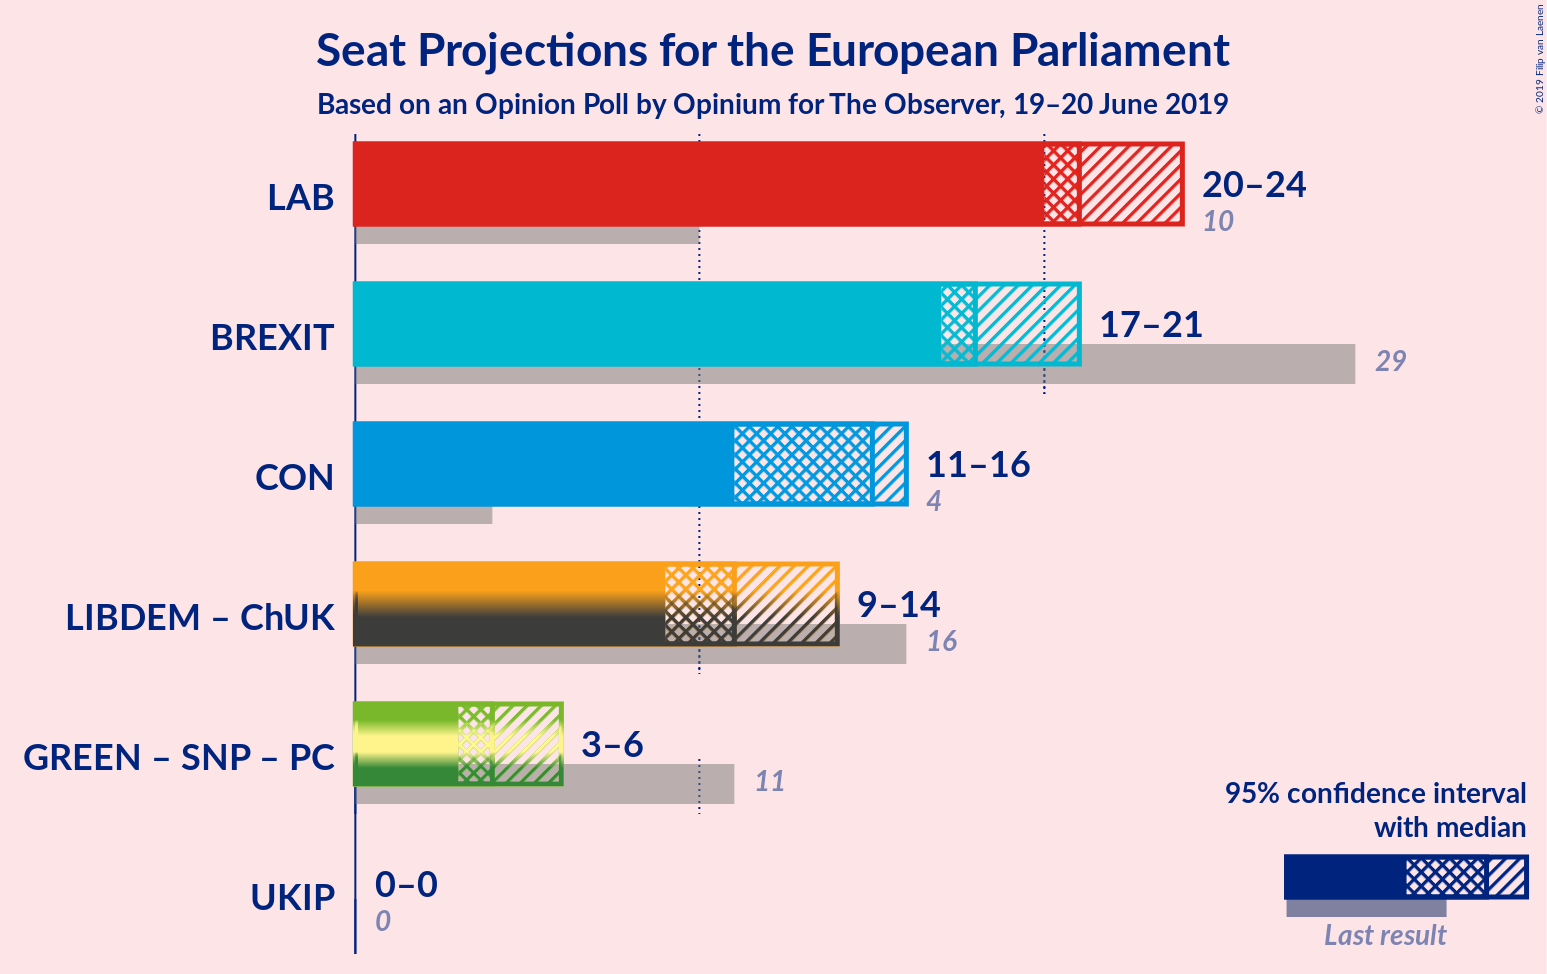 Seat Projections for the European Parliament
Based on an Opinion Poll by Opinium for The Observer, 19–20 June 2019
© 2019 Filip van Laenen
LAB
20–24
10
BREXIT
17–21
29
CON
11–16
4
LIBDEM – ChUK
9–14
16
GREEN – SNP – PC
3–6
11
UKIP
0–0
0
95% confidence interval
with median
Last result